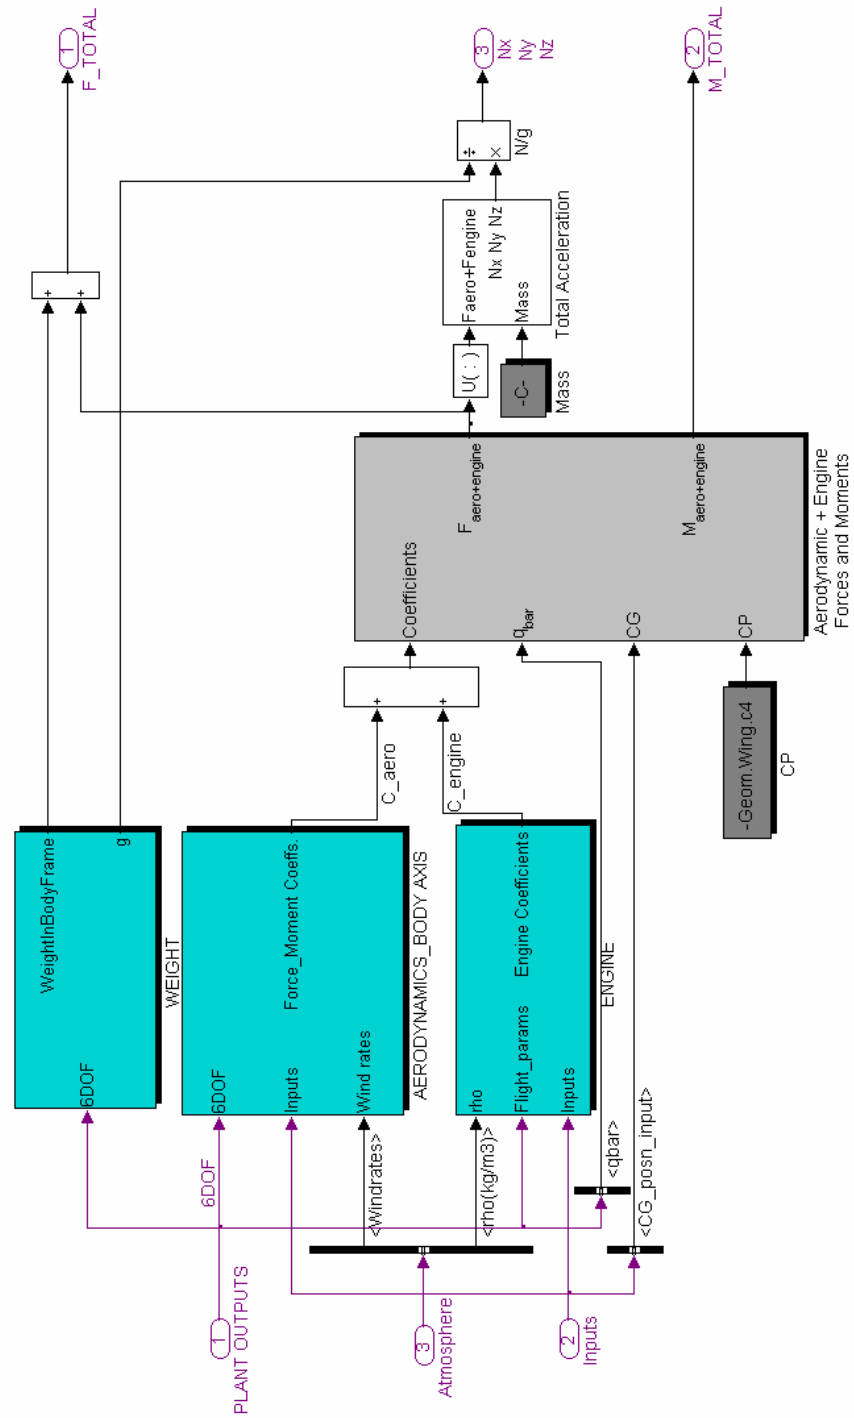 1
PLANT OUTPUTS
3
Atmosphere
2
Inputs
6DOF
<Windrates>
<rho(kg/m3)>
<qbar>
<CG_posn_input>
6DOF
WeightInBodyFrame
g
WEIGHT
6DOF
Inputs
Wind rates
Force_Moment Coeffs.
AERODYNAMICS_BODY AXIS
rho
Flight_params
Inputs
Engine Coefficients
ENGINE
C_aero
C_engine
+
+
-Geom.Wing.c4
CP
Coefficients
qbar
CG
CP
Faero+engine
Maero+engine
Aerodynamic + Engine
Forces and Moments
U( : )
-C-
Mass
Faero+Fengine
Nx Ny Nz
Mass
Total Acceleration
+
+
÷
×
N/g
1
F_TOTAL
3
Nx
Ny
Nz
2
M_TOTAL